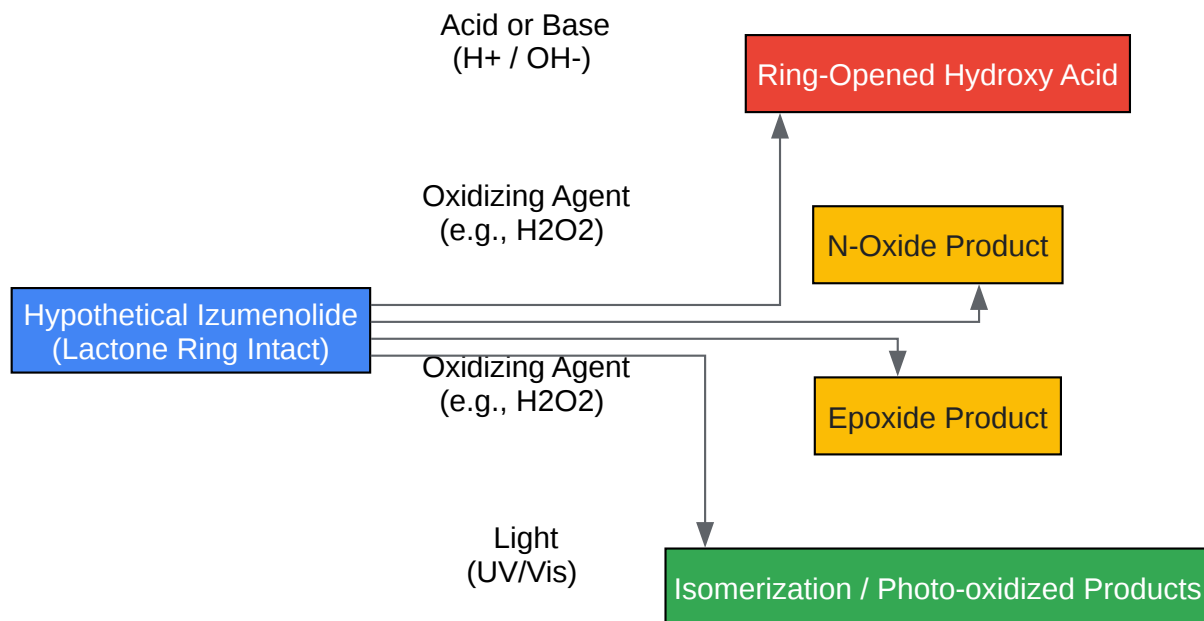 Acid or Base
(H+ / OH-)
Ring-Opened Hydroxy Acid
Oxidizing Agent
(e.g., H2O2)
N-Oxide Product
Hypothetical Izumenolide
(Lactone Ring Intact)
Oxidizing Agent
(e.g., H2O2)
Epoxide Product
Light
(UV/Vis)
Isomerization / Photo-oxidized Products